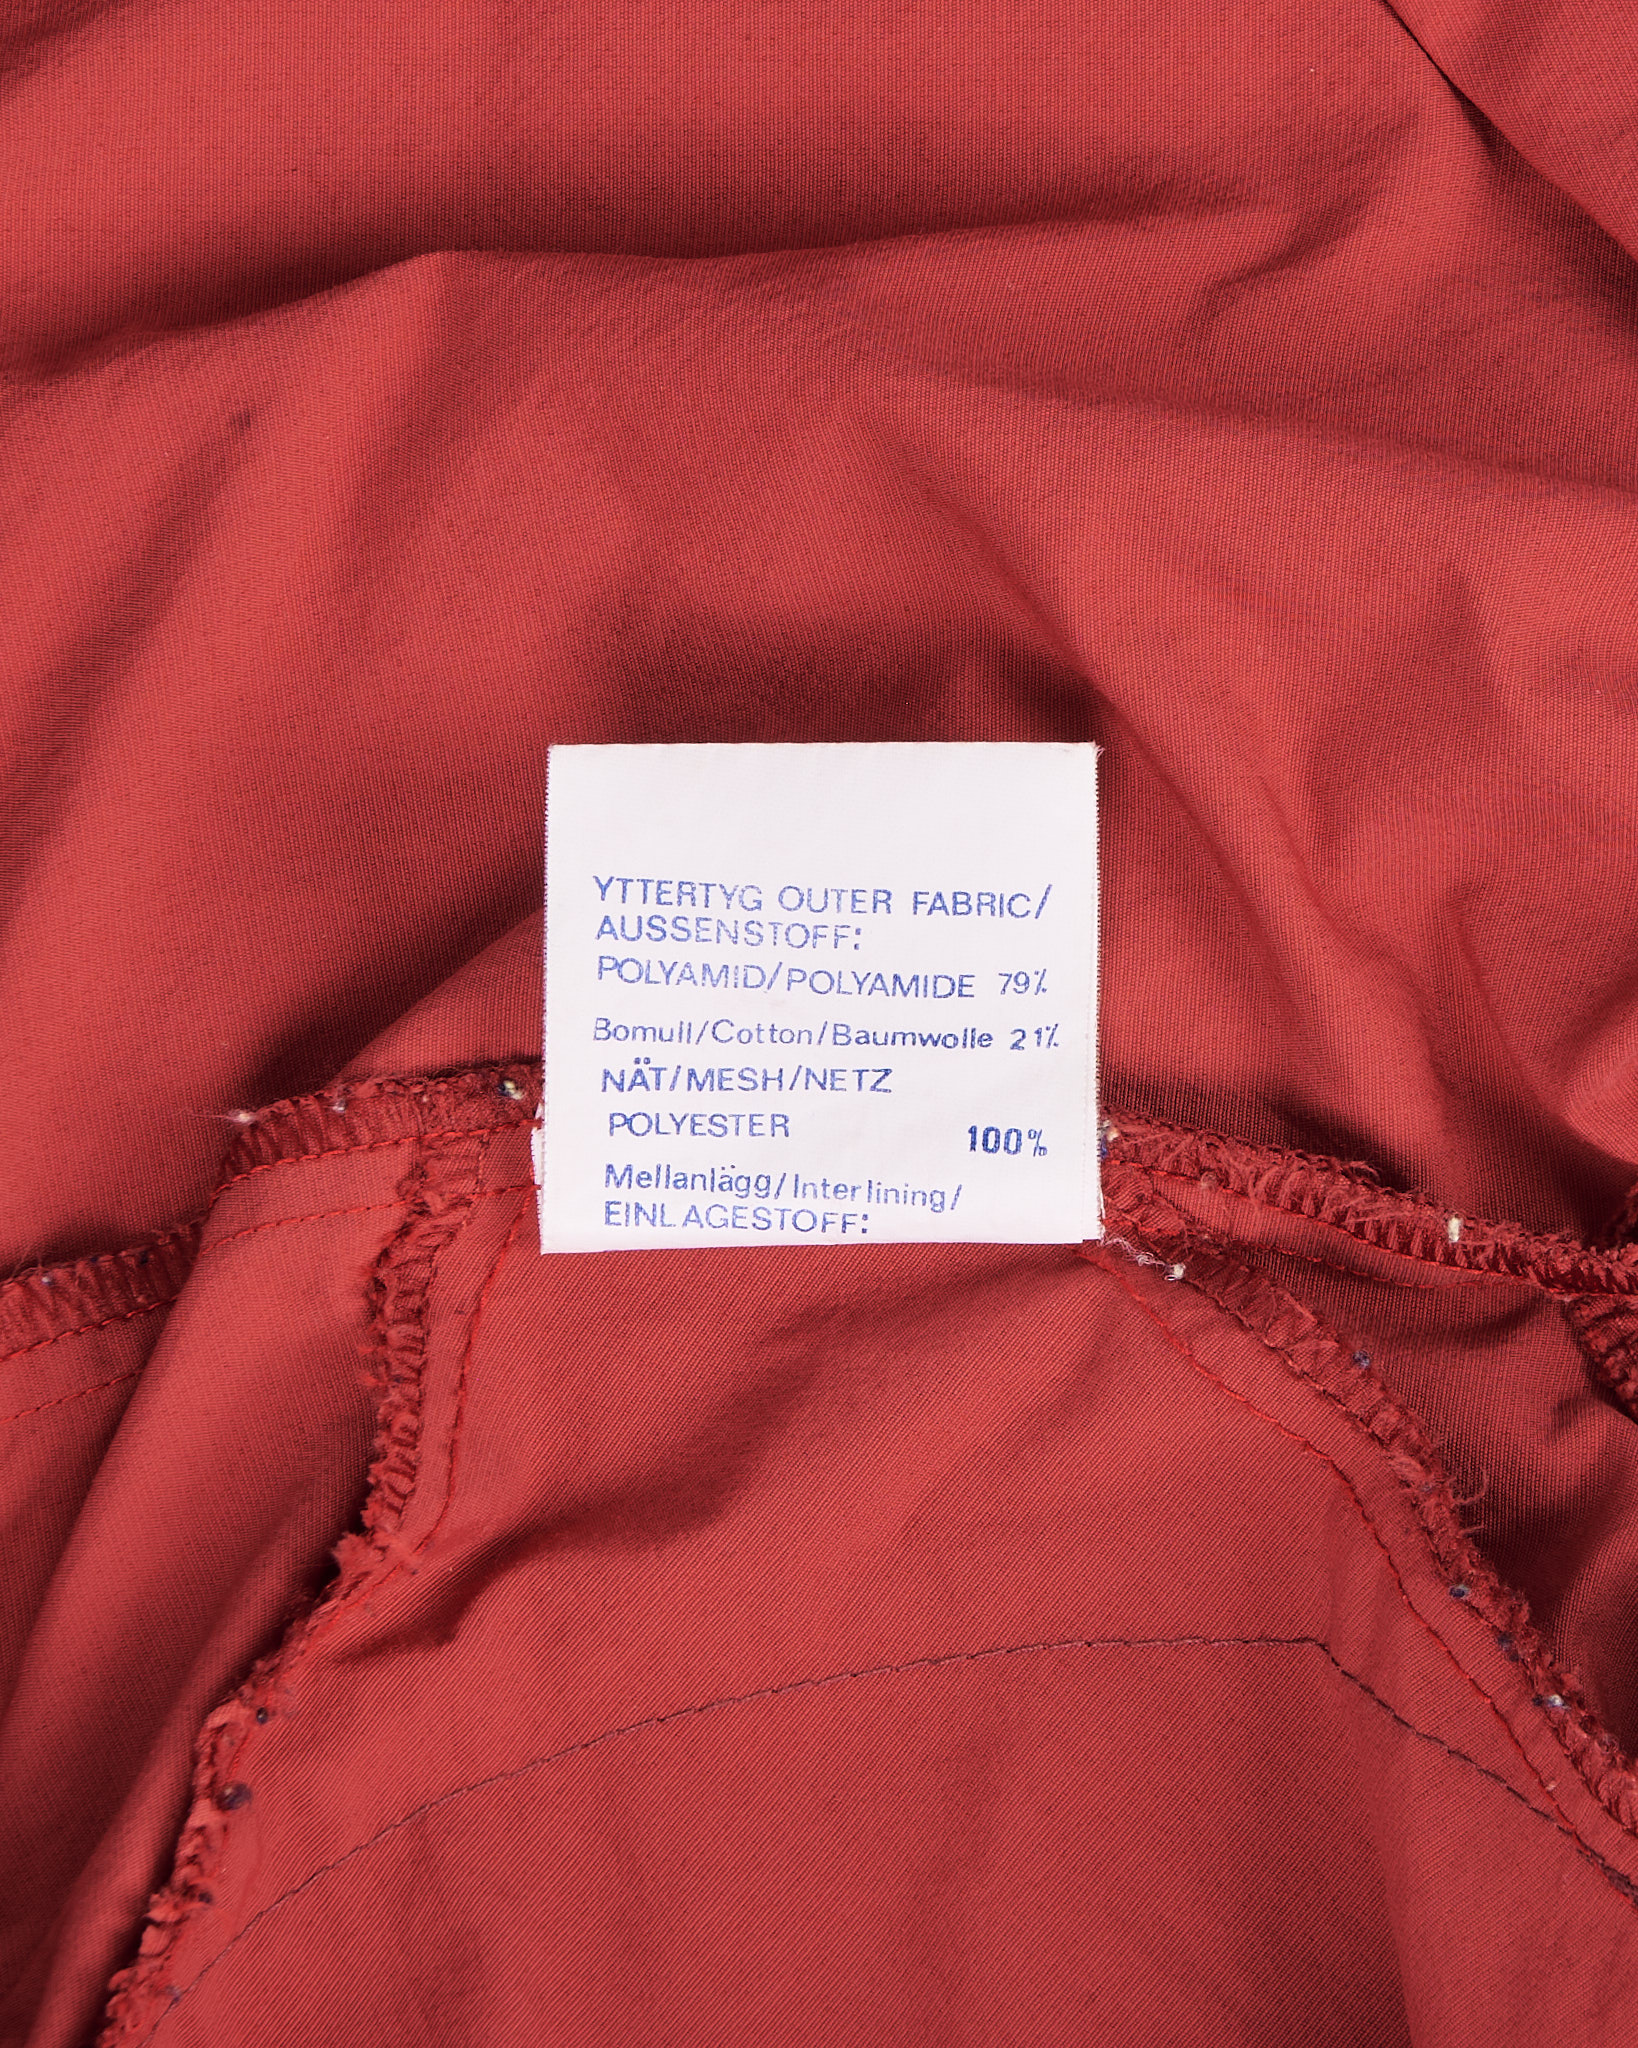 YTTERTYG OUTER FABRIC/
AUSSENSTOFF:
POLYAMID/POLYAMIDE 79%
Bomull/Cotton/Baumwolle 21%
NÄT/MESH/NETZ
POLYESTER 100%
Mellanlägg/Interlining/
EINLAGESTOFF: